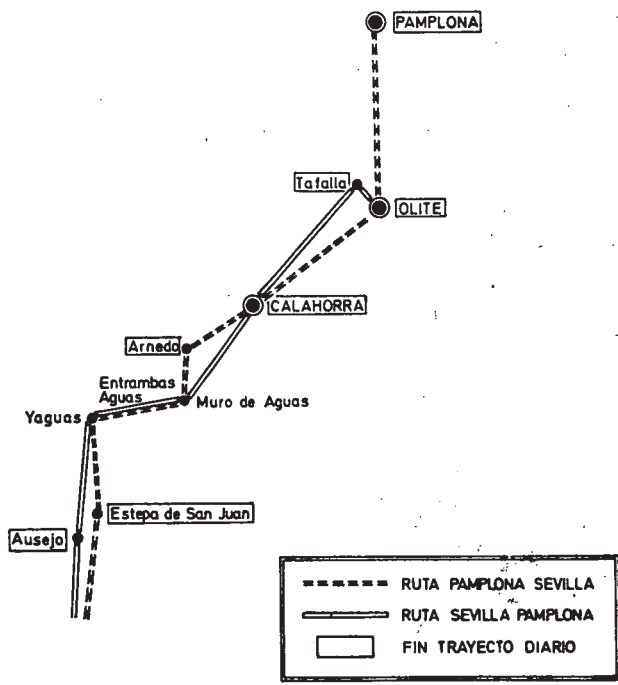 PAMPLONA
Tafalla
OLITE
CALAHORRA
Arnedo
Entrambas
Aguas
Muro de Aguas
Yaguas
Estepa de San Juan
Ausejo
RUTA PAMPLONA SEVILLA
RUTA SEVILLA PAMPLONA
FIN TRAYECTO DIARIO